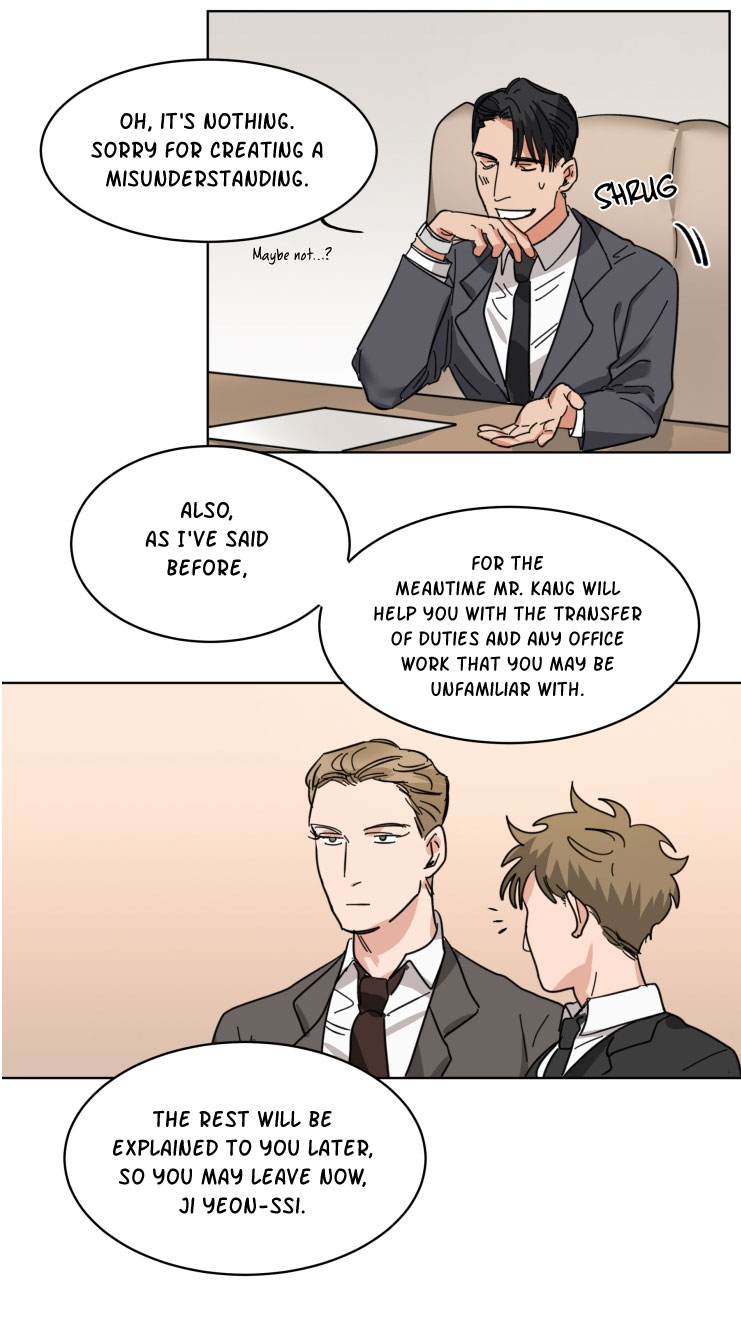 OH, IT'S NOTHING.
SORRY FOR CREATING A
MISUNDERSTANDING.
SHRUG
Maybe not...?
ALSO,
AS I'VE SAID
BEFORE,
FOR THE
MEANTIME MR. KANG WILL
HELP YOU WITH THE TRANSFER
OF DUTIES AND ANY OFFICE
WORK THAT YOU MAY BE
UNFAMILIAR WITH.
THE REST WILL BE
EXPLAINED TO YOU LATER,
SO YOU MAY LEAVE NOW,
JI YEON-SSI.